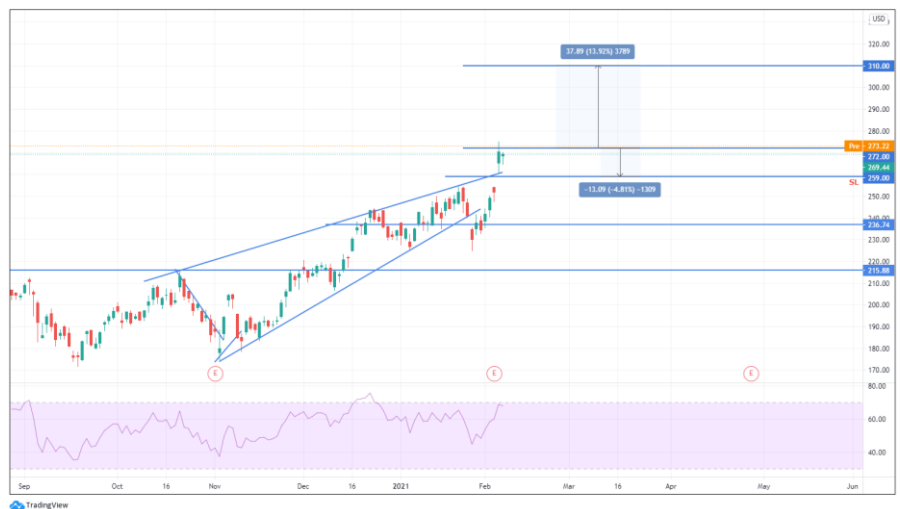 USD
320.00
37.89 (13.92%) 3789
310.00
300.00
290.00
280.00
Pre 273.22
272.00
269.44
259.00
SL
-13.09 (-4.81%) -1309
250.00
240.00
236.74
230.00
220.00
215.88
210.00
200.00
190.00
180.00
170.00
E E E
80.00
60.00
40.00
Sep Oct 16 Nov Dec 16 2021 Feb Mar 16 Apr May Jun
TradingView